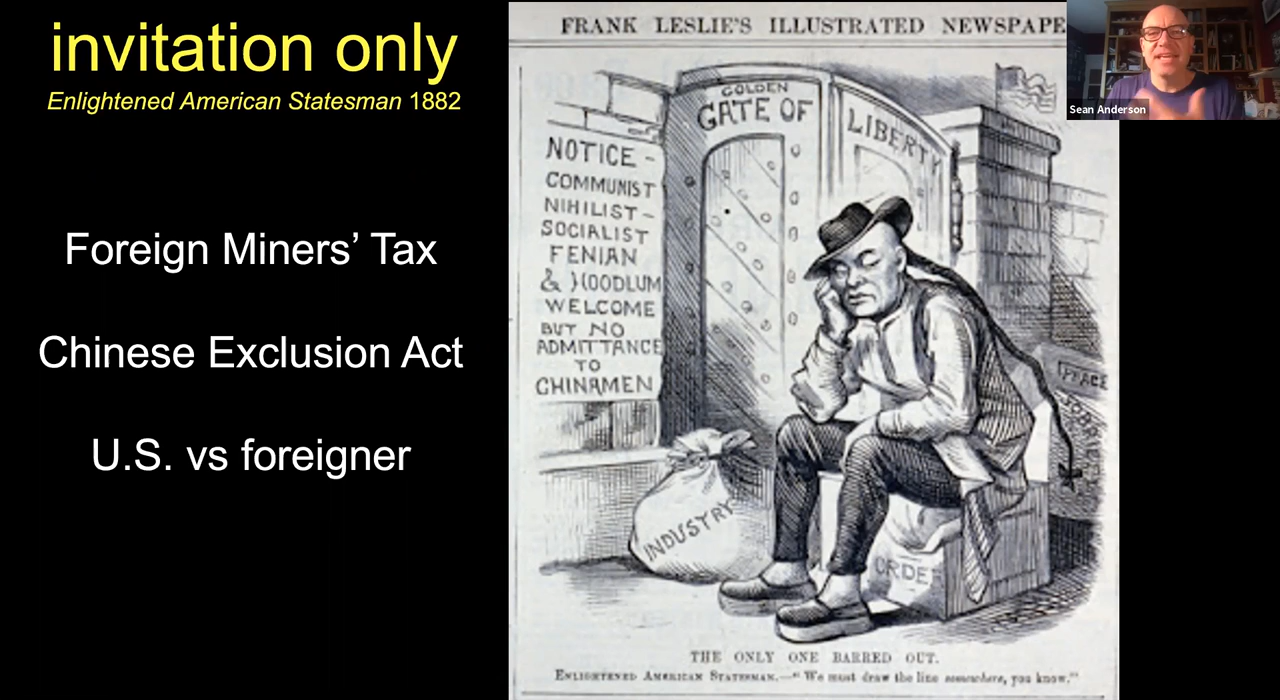 invitation only
Enlightened American Statesman 1882
Foreign Miners’ Tax
Chinese Exclusion Act
U.S. vs foreigner
FRANK LESLIE'S ILLUSTRATED NEWSPAPE
GOLDEN
GATE OF
LIBERTY
NOTICE -
COMMUNIST
NIHILIST -
SOCIALIST
FENIAN
& HOODLUM
WELCOME
BUT NO
ADMITTANCE
TO
CHINAMEN
PEACE
INDUSTRY
ORDER
THE ONLY ONE BARRED OUT.
ENLIGHTENED AMERICAN STATESMAN.—"We must draw the line somewhere, you know."
Sean Anderson